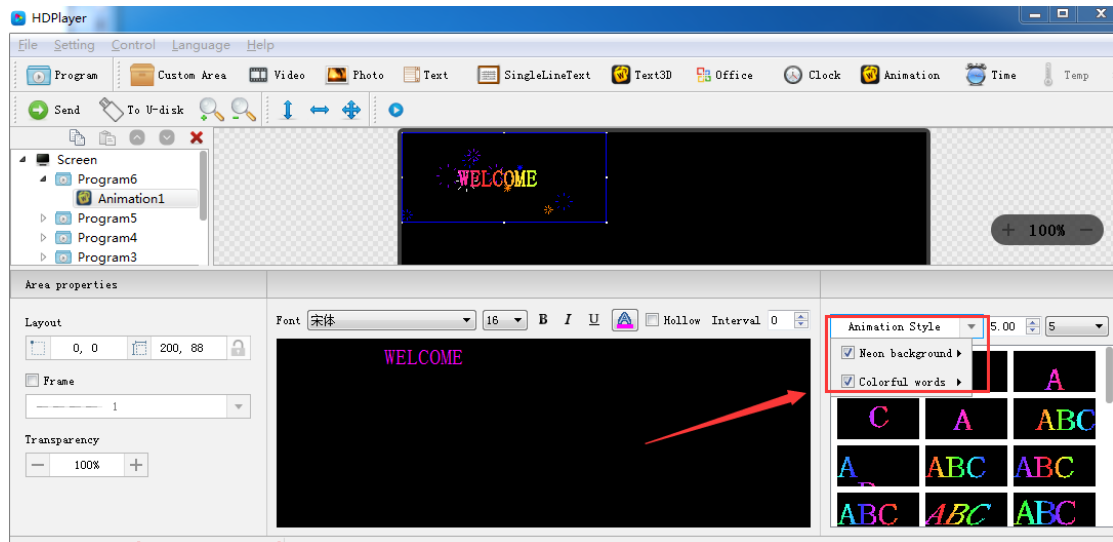 HDPlayer
File Setting Control Language Help
Program Custom Area Video Photo Text SingleLineText Text3D Office Clock Animation Time Temp
Send To U-disk
Screen
Program6
Animation1
Program5
Program4
Program3
WELCOME
+ 100% −
Area properties
Layout
0, 0 200, 88
Frame
1
Transparency
— 100% +
Font 宋体 16 B I U A Hollow Interval 0
WELCOME
Animation Style 5.00 5
Neon background
Colorful words
A
C A ABC
A ABC ABC
ABC ABC ABC